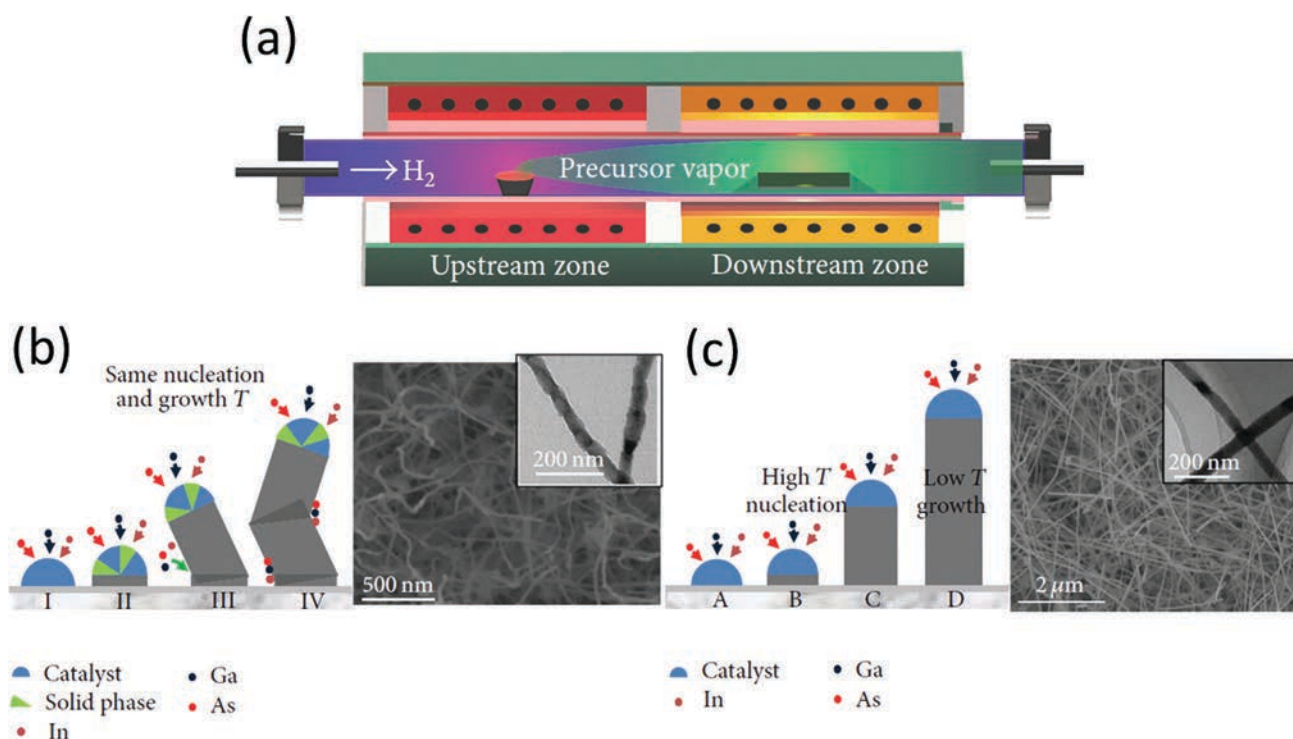 (a)
→ H₂
Precursor vapor
Upstream zone
Downstream zone
(b)
Same nucleation
and growth T
I
II
III
IV
200 nm
500 nm
Catalyst
Solid phase
In
Ga
As
(c)
High T
nucleation
Low T
growth
A
B
C
D
200 nm
2 μm
Catalyst
In
Ga
As